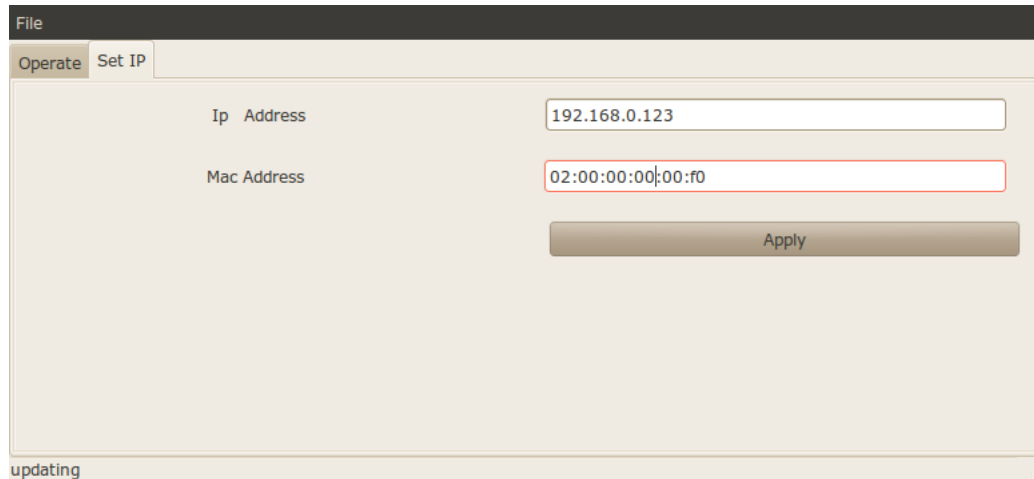 File
Operate Set IP
Ip Address 192.168.0.123
Mac Address 02:00:00:00:00:f0
Apply
updating